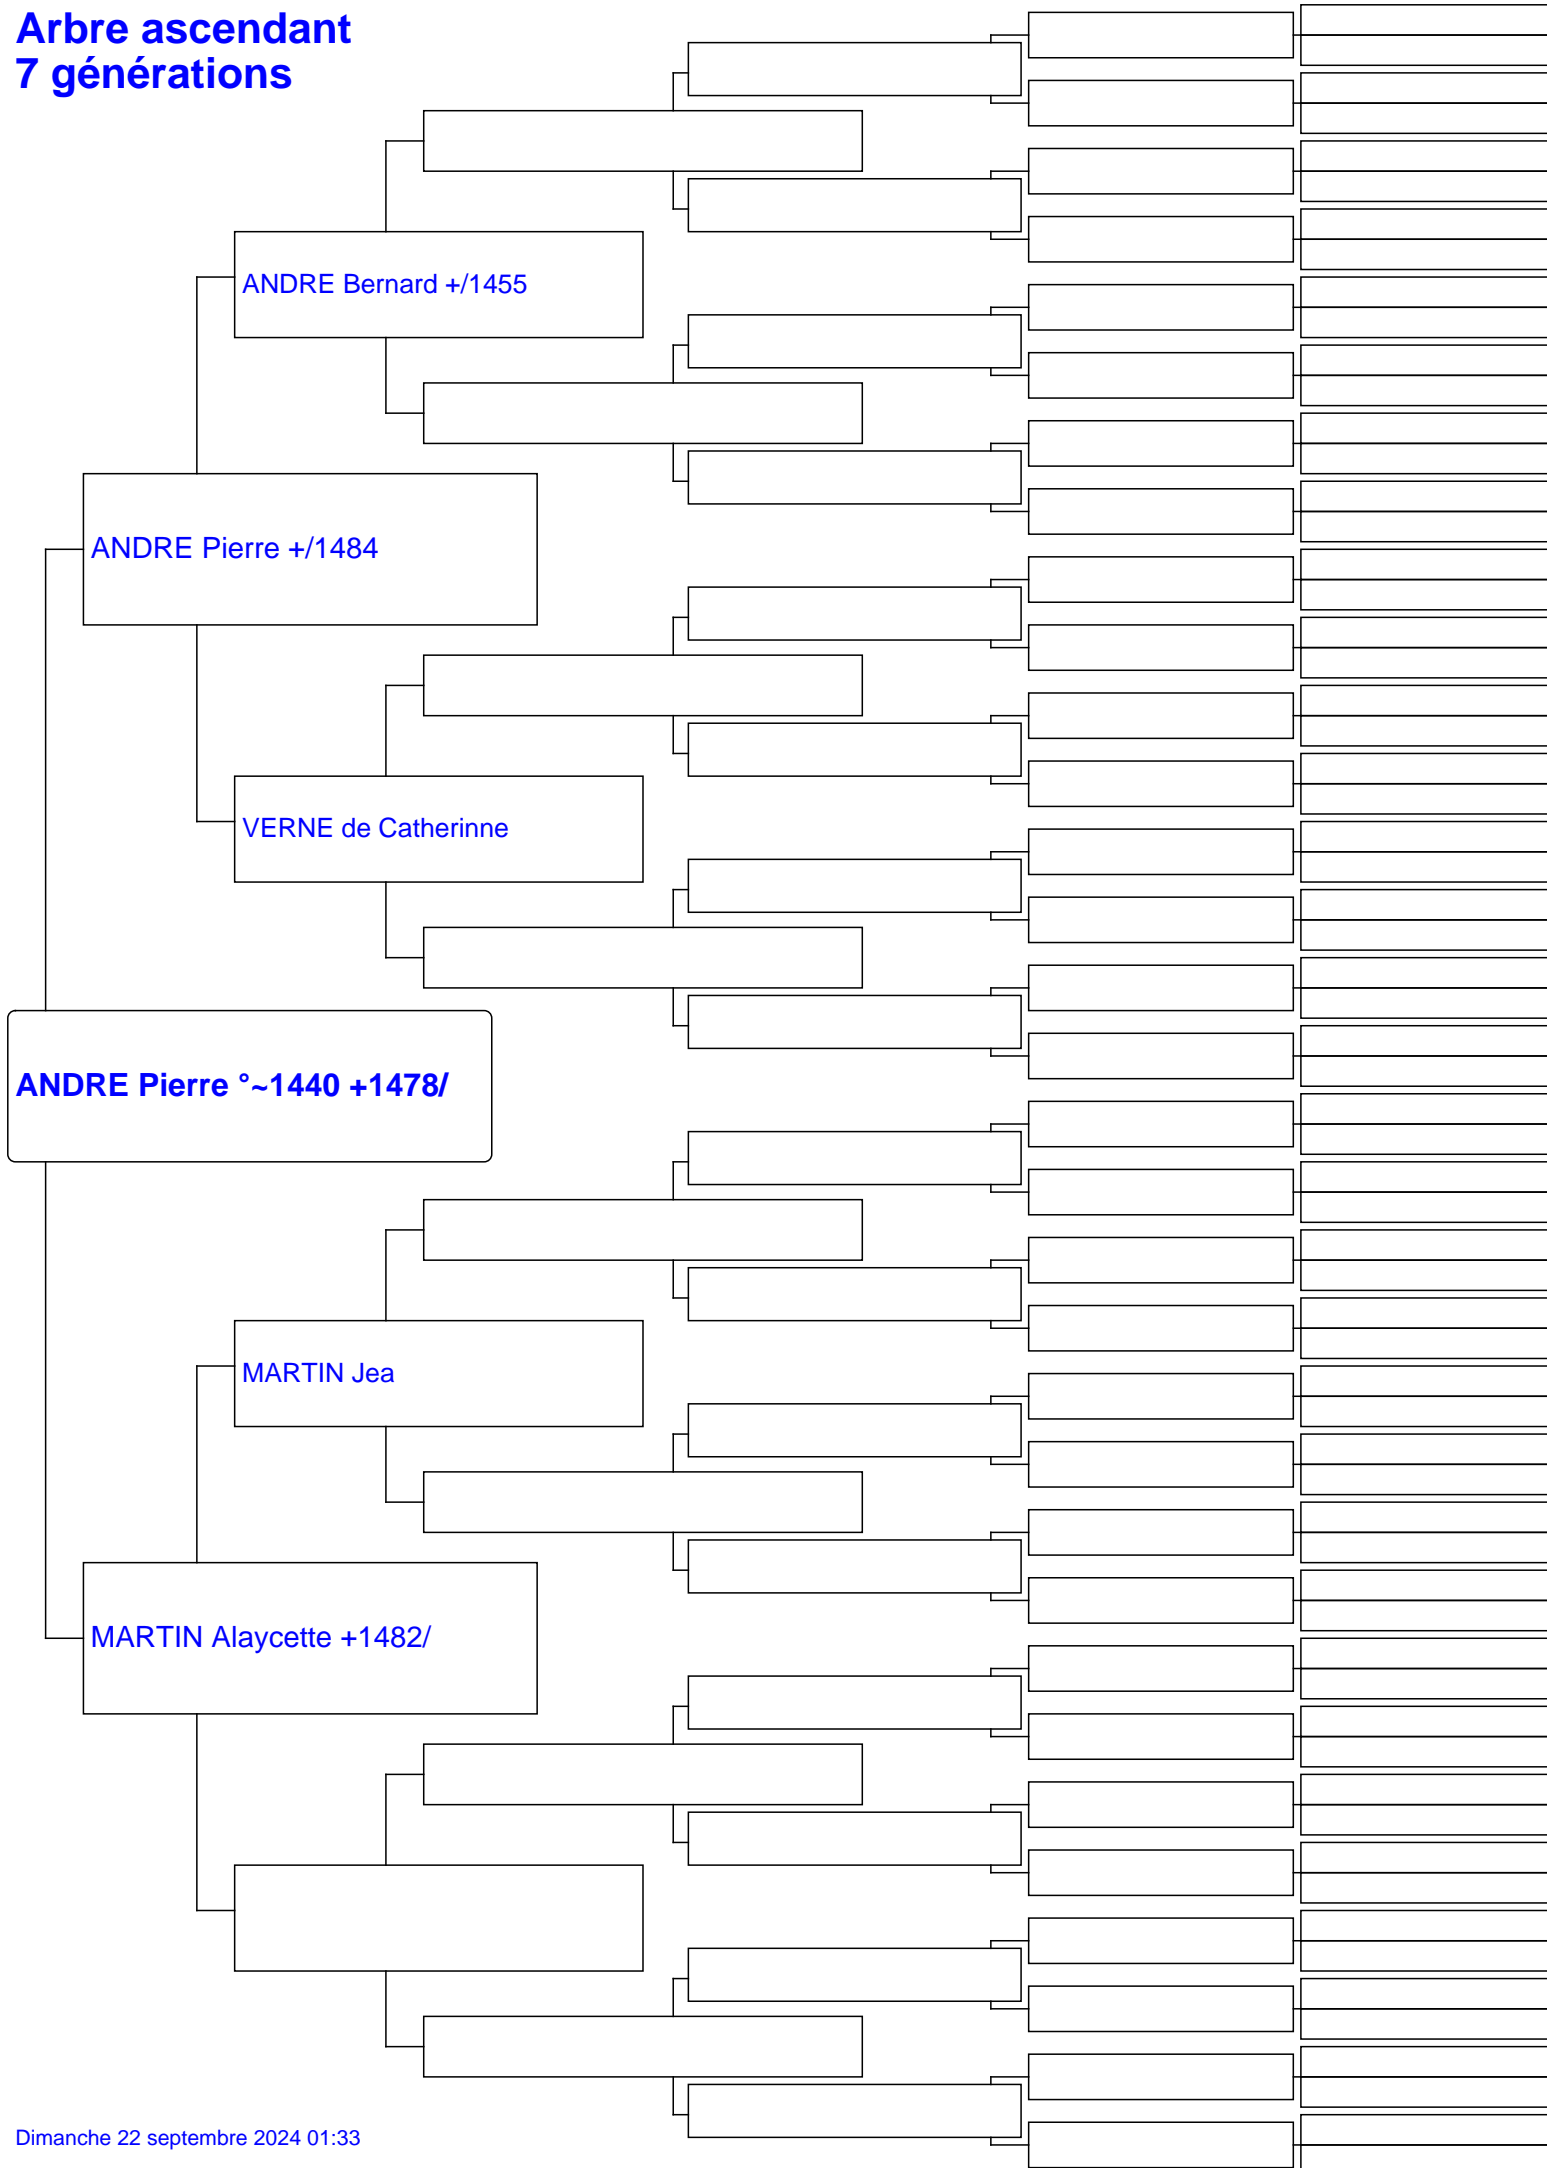 Arbre ascendant
7 générations
ANDRE Bernard +/1455
ANDRE Pierre +/1484
VERNE de Catherinne
ANDRE Pierre °~1440 +1478/
MARTIN Jea
MARTIN Alaycette +1482/
Dimanche 22 septembre 2024 01:33